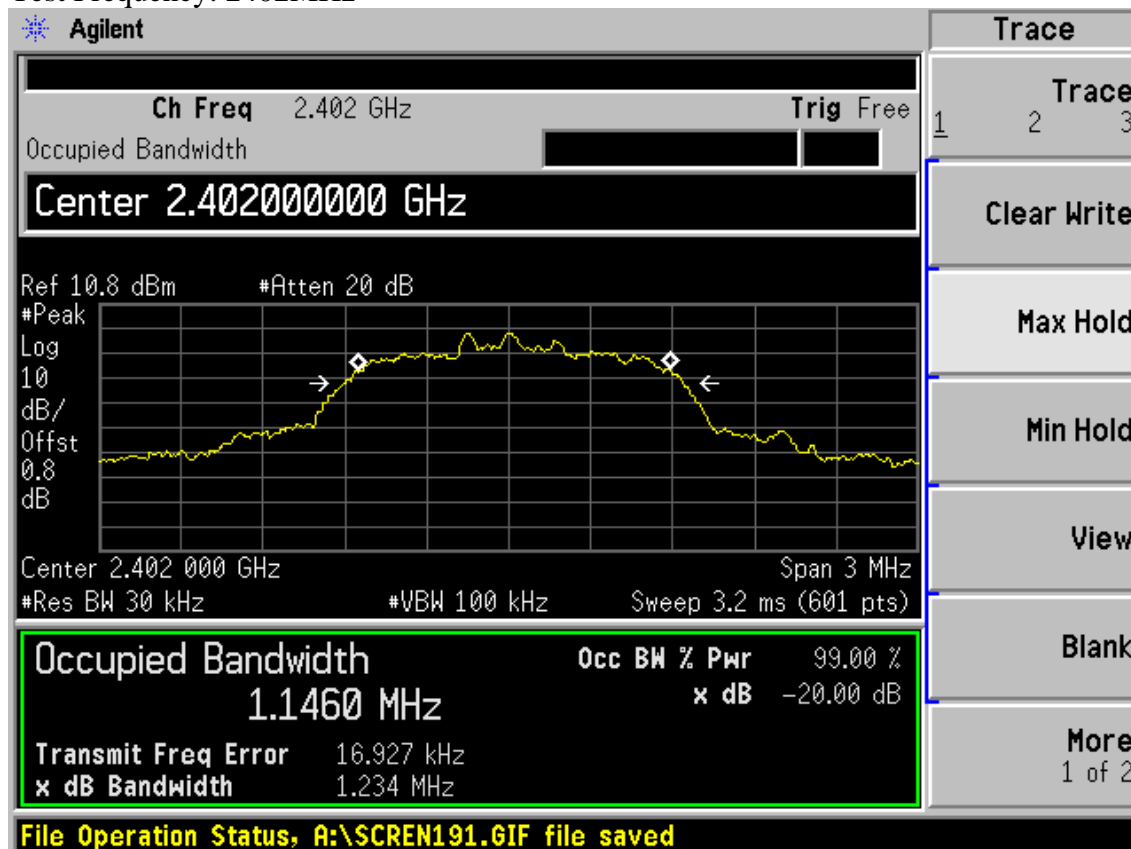 Agilent
Trace
Ch Freq 2.402 GHz Trig Free
Occupied Bandwidth
Center 2.402000000 GHz
Ref 10.8 dBm #Atten 20 dB
#Peak
Log
10
dB/
Offst
0.8
dB
Center 2.402 000 GHz Span 3 MHz
#Res BW 30 kHz #VBW 100 kHz Sweep 3.2 ms (601 pts)
Occupied Bandwidth Occ BW % Pwr 99.00 %
1.1460 MHz x dB -20.00 dB
Transmit Freq Error 16.927 kHz
x dB Bandwidth 1.234 MHz
File Operation Status, A:\SCREN191.GIF file saved
Trace
1 2 3
Clear Write
Max Hold
Min Hold
View
Blank
More
1 of 2